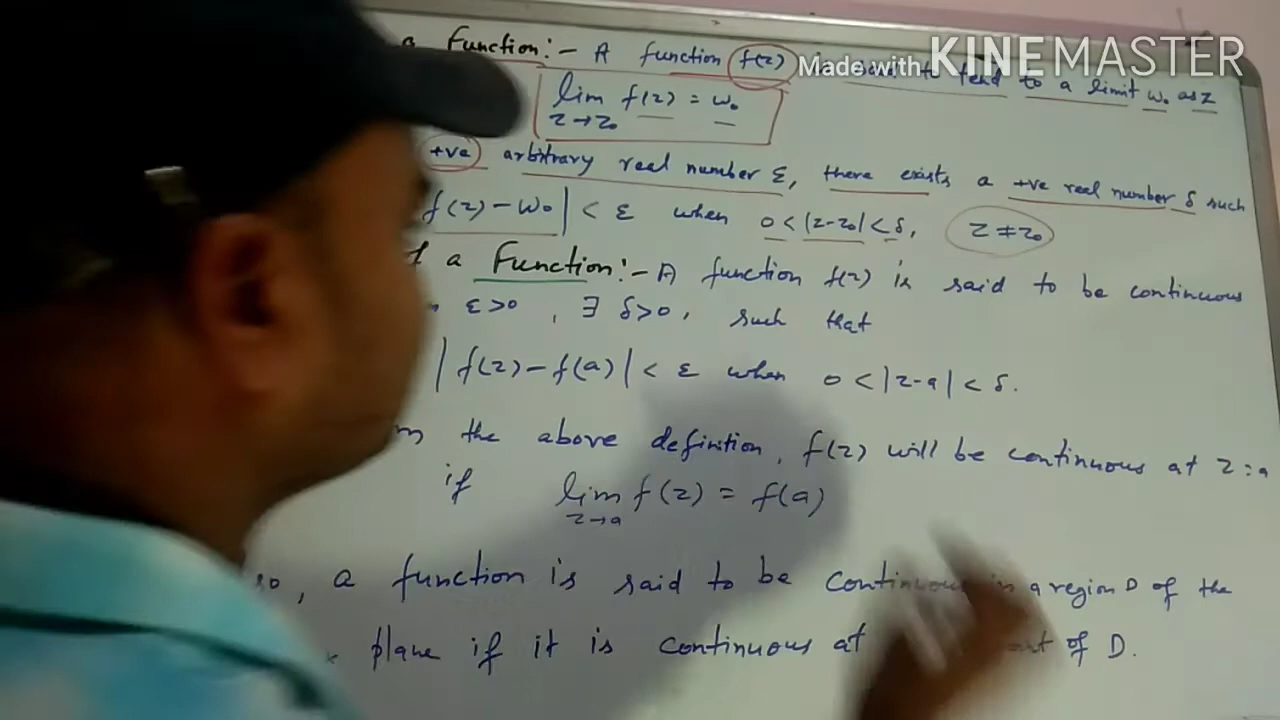 a Function:- A function f(z) to tend to a limit w₀ as z
Made with KINEMASTER
lim f(z) = w₀
z→z₀
+ve arbitrary real number ε, there exists a +ve real number δ such
f(z) - w₀| < ε when 0 < |z-z₀| < δ, z ≠ z₀
a Function:- A function f(z) is said to be continuous
ε>0, ∃ δ>0, such that
|f(z) - f(a)| < ε when 0 < |z-a| < δ.
the above defintion, f(z) will be continuous at z=a
if lim f(z) = f(a)
z→a
so, a function is said to be continuous in a region D of the
plane if it is continuous at of D.